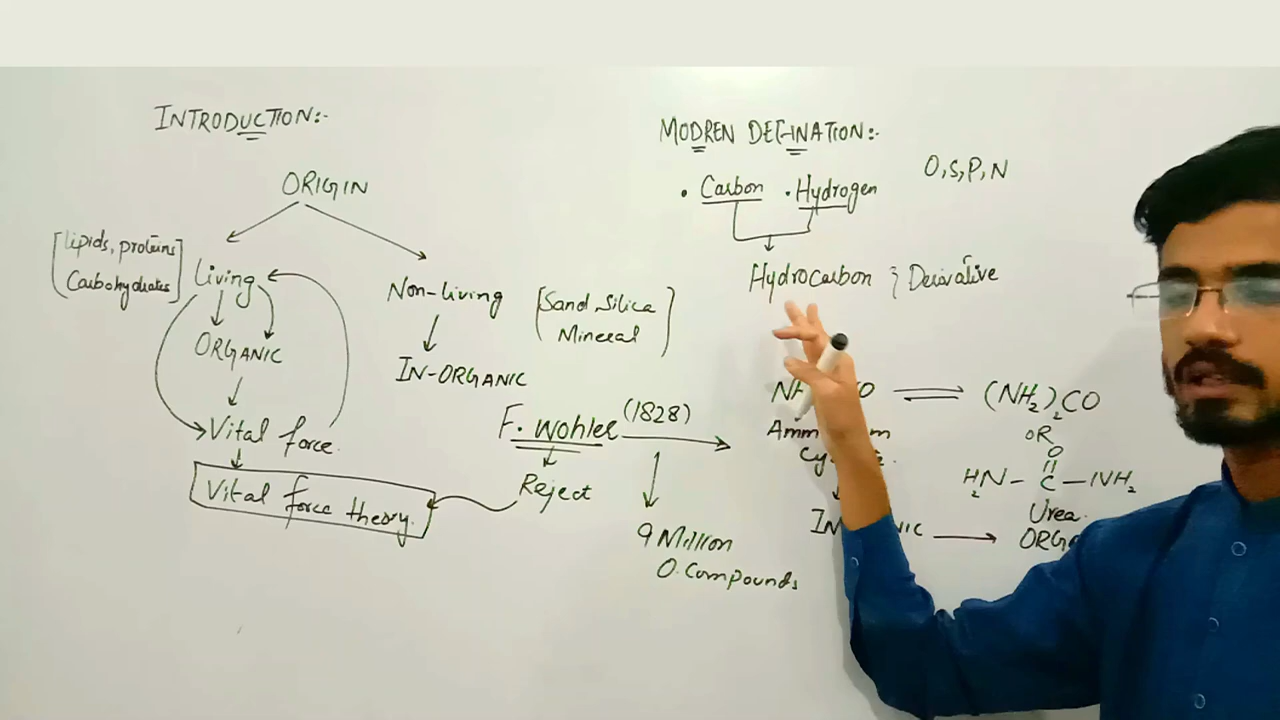 INTRODUCTION:-
ORIGIN
[lipids, proteins
Carbohydrates]
living
ORGANIC
Vital force
Vital force theory.
Non-living
[Sand, Silica
Mineral]
IN-ORGANIC
F. Wohler (1828)
Reject
9 Million
O. Compounds
MODREN DEFINATION:-
• Carbon • Hydrogen
O, S, P, N
Hydrocarbon & Derivative
(NH₂)₂CO
OR
O
H₂N-C-NH₂
Urea